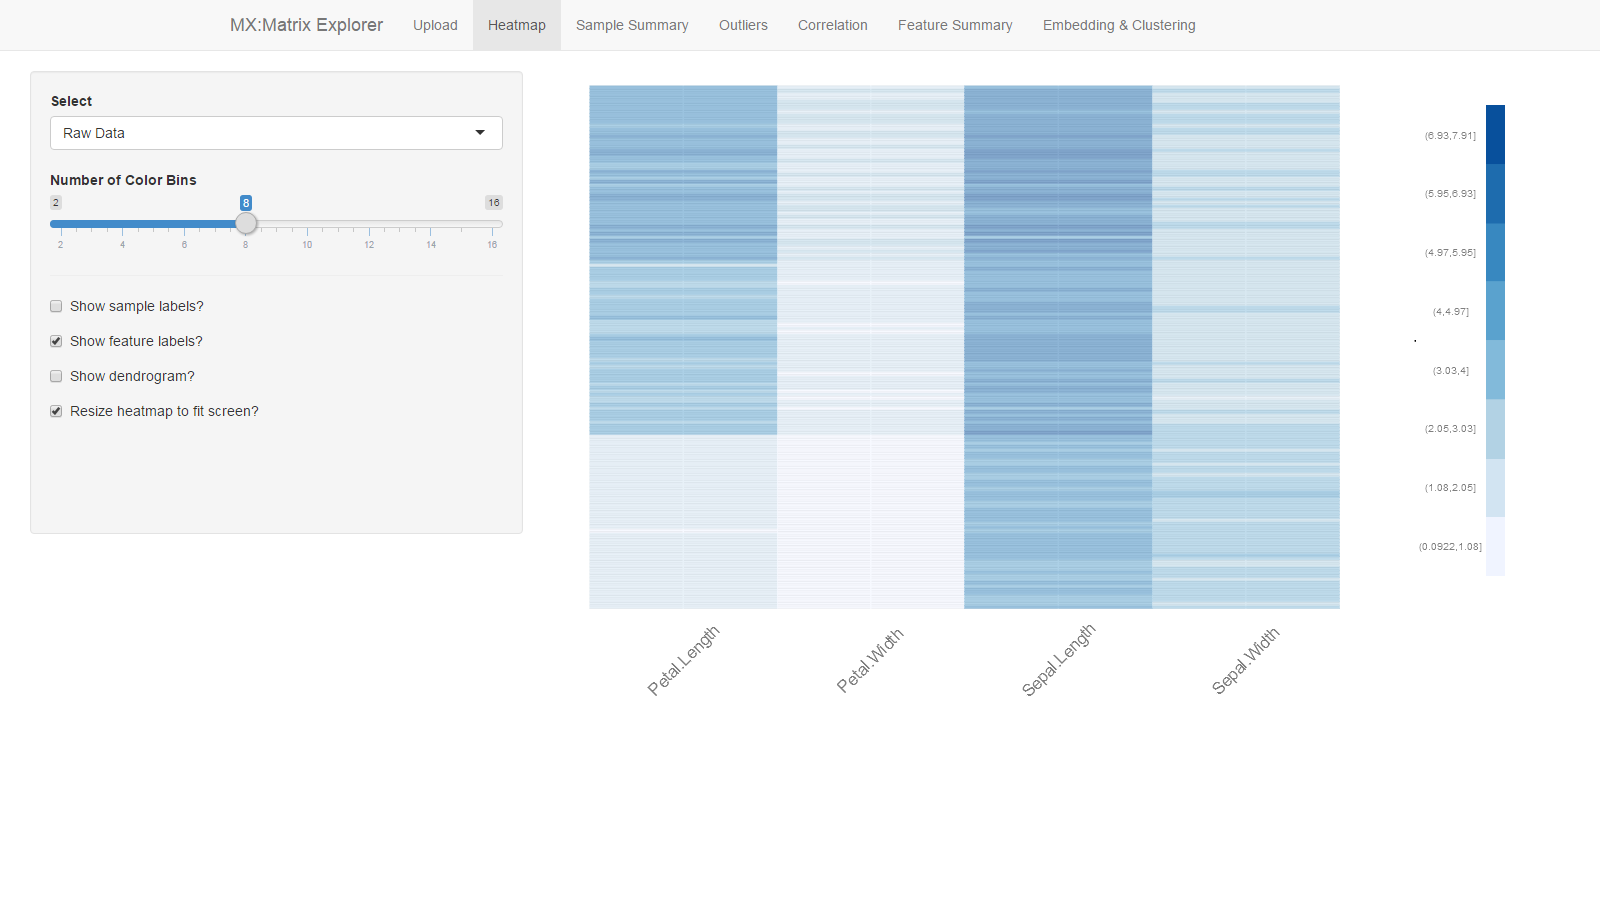 MX:Matrix Explorer Upload Heatmap Sample Summary Outliers Correlation Feature Summary Embedding & Clustering
Select
Raw Data
Number of Color Bins
2 8 16
2 4 6 8 10 12 14 16
Show sample labels?
Show feature labels?
Show dendrogram?
Resize heatmap to fit screen?
Petal.Length Petal.Width Sepal.Length Sepal.Width
(6.93,7.91]
(5.95,6.93]
(4.97,5.95]
(4,4.97]
(3.03,4]
(2.05,3.03]
(1.08,2.05]
(0.0922,1.08]